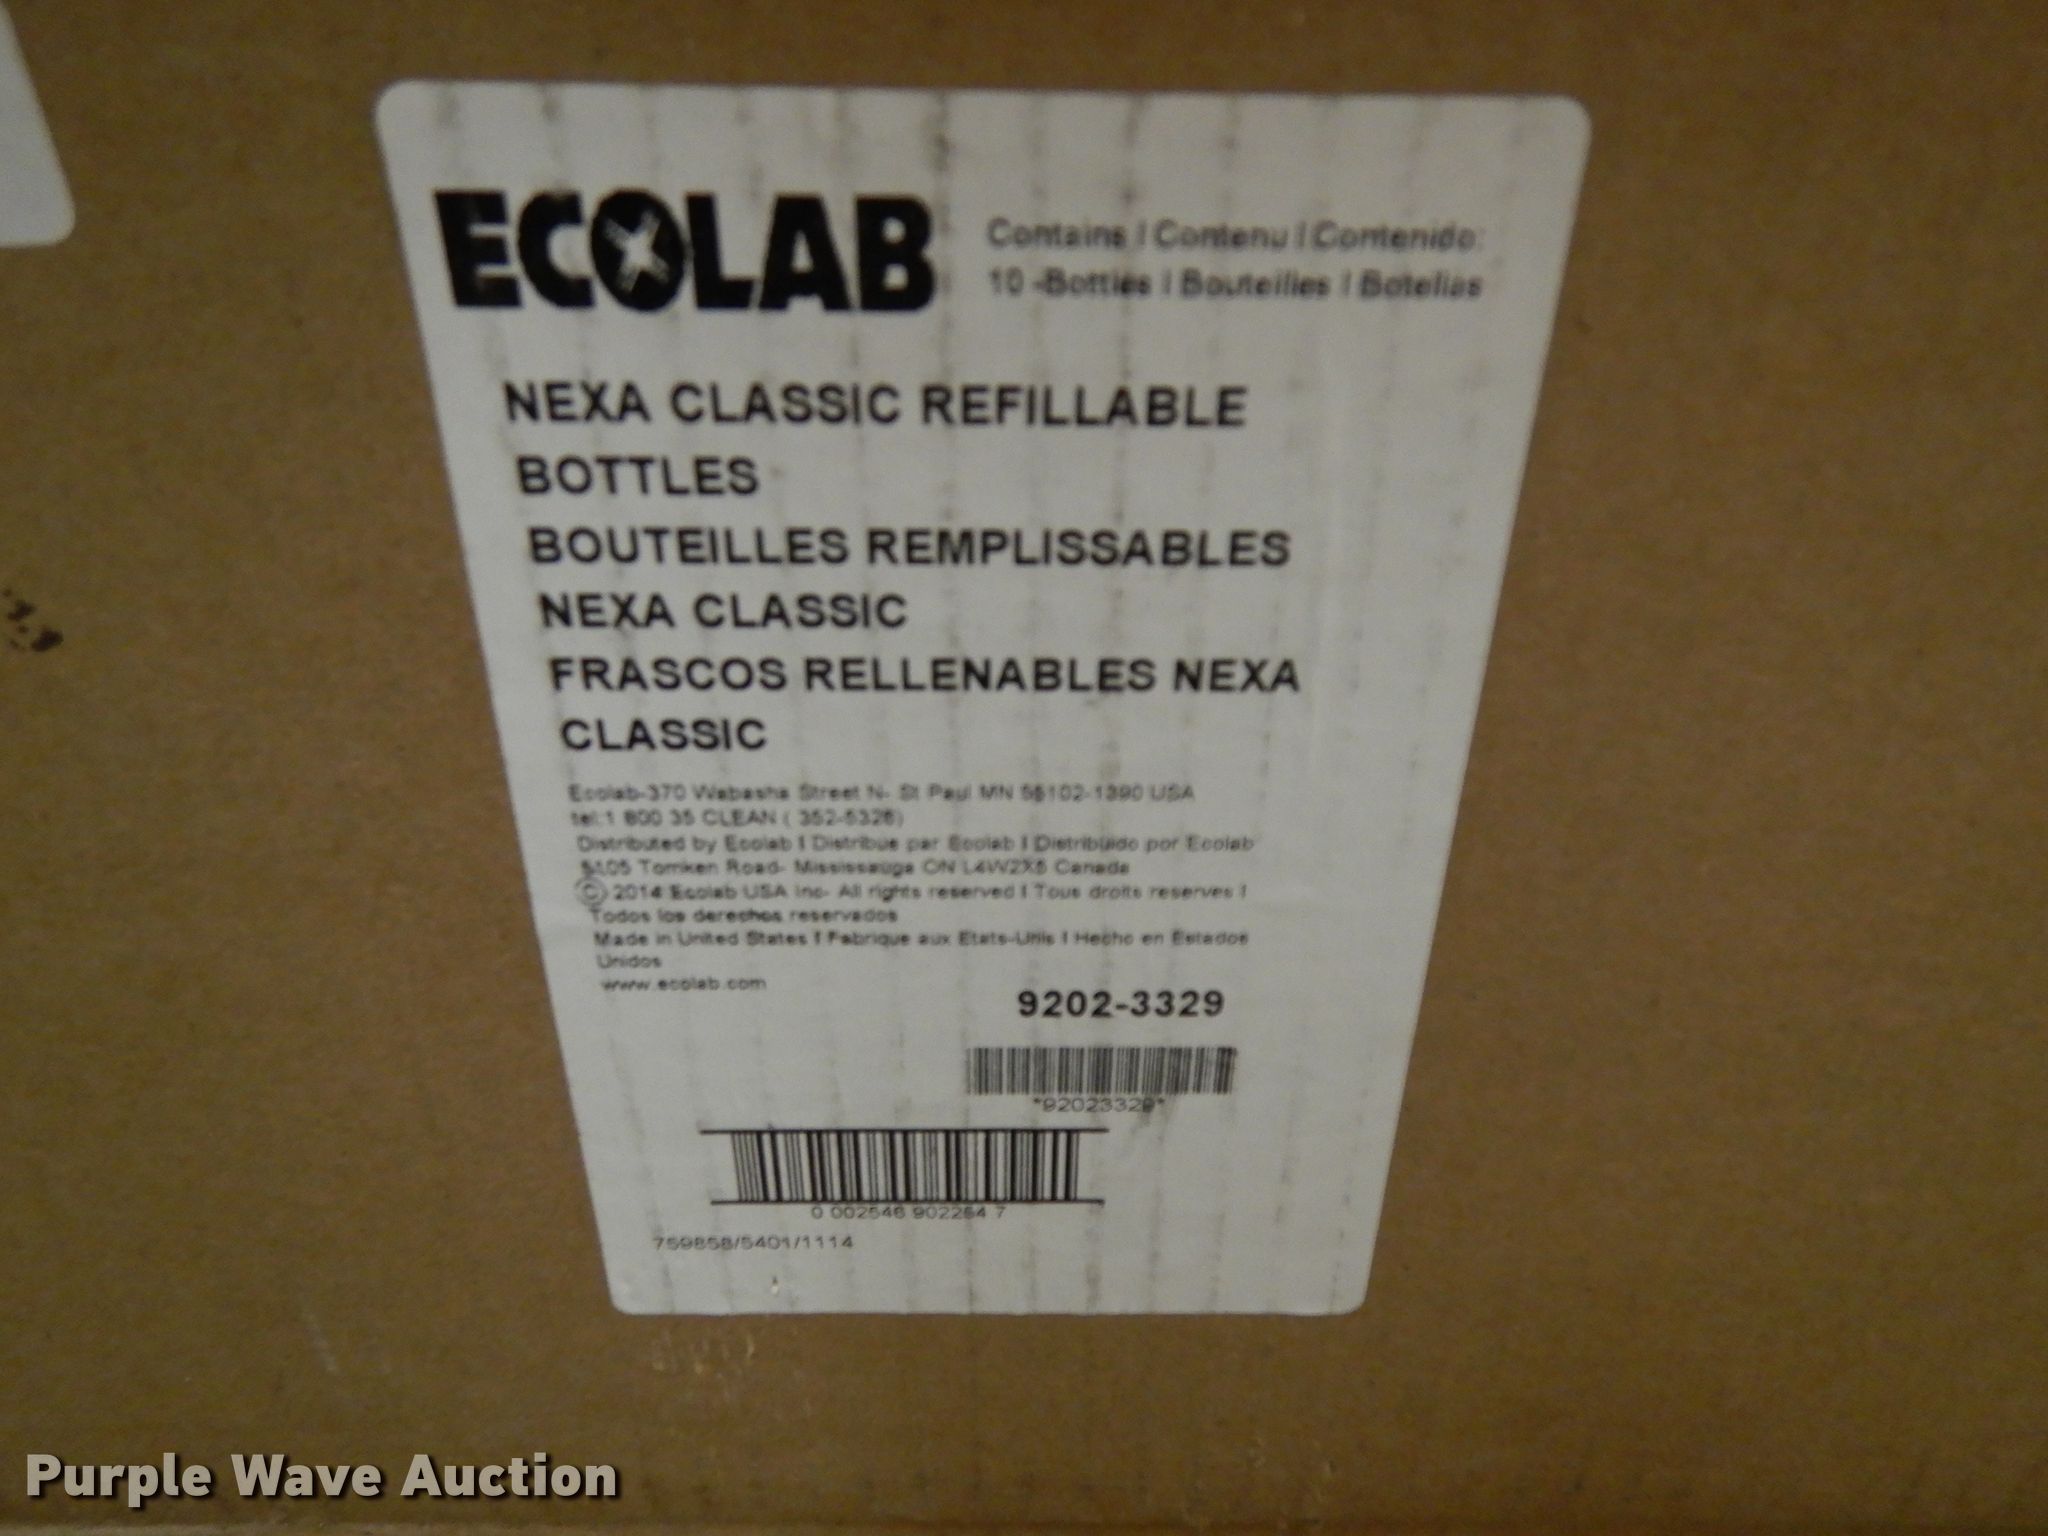 ECOLAB
Contains | Contenu | Contenido:
10 -Bottles | Bouteilles | Botellas
NEXA CLASSIC REFILLABLE
BOTTLES
BOUTEILLES REMPLISSABLES
NEXA CLASSIC
FRASCOS RELLENABLES NEXA
CLASSIC
Ecolab-370 Wabasha Street N- St Paul MN 55102-1390 USA
tel:1 800 35 CLEAN ( 352-5326)
Distributed by Ecolab | Distribue par Ecolab | Distribuido por Ecolab
5105 Tomken Road- Mississauga ON L4W2X5 Canada
© 2014 Ecolab USA Inc- All rights reserved | Tous droits reserves |
Todos los derechos reservados
Made in United States | Fabrique aux Etats-Unis | Hecho en Estados
Unidos
www.ecolab.com
9202-3329
*92023329*
0 002546 902264 7
759858/5401/1114
Purple Wave Auction